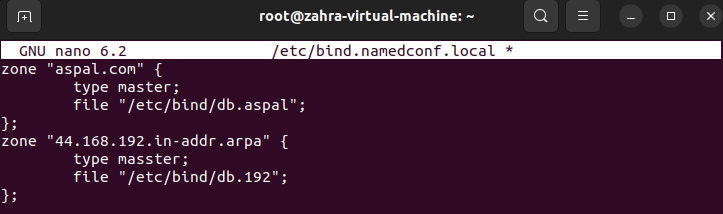 root@zahra-virtual-machine: ~
GNU nano 6.2 /etc/bind.namedconf.local *
zone "aspal.com" {
type master;
file "/etc/bind/db.aspal";
};
zone "44.168.192.in-addr.arpa" {
type masster;
file "/etc/bind/db.192";
};